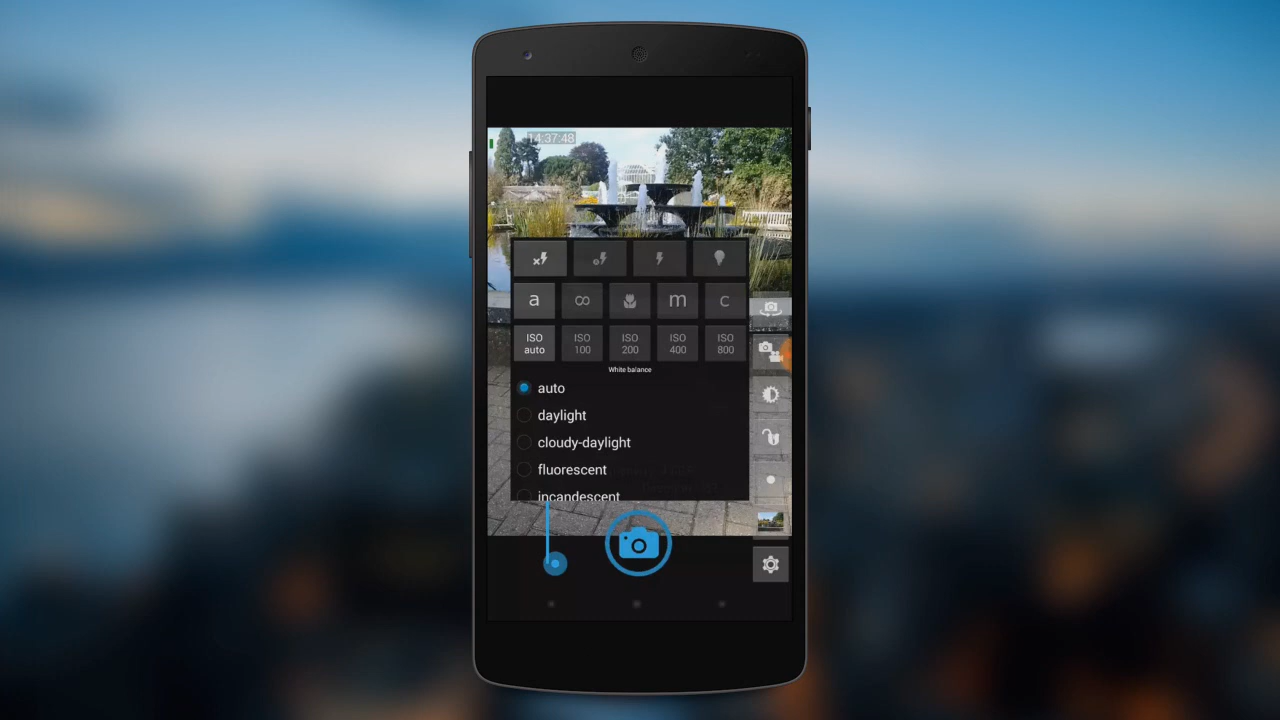 14:37:48
a ∞ m c
ISO auto ISO 100 ISO 200 ISO 400 ISO 800
White balance
auto
daylight
cloudy-daylight
fluorescent
incandescent